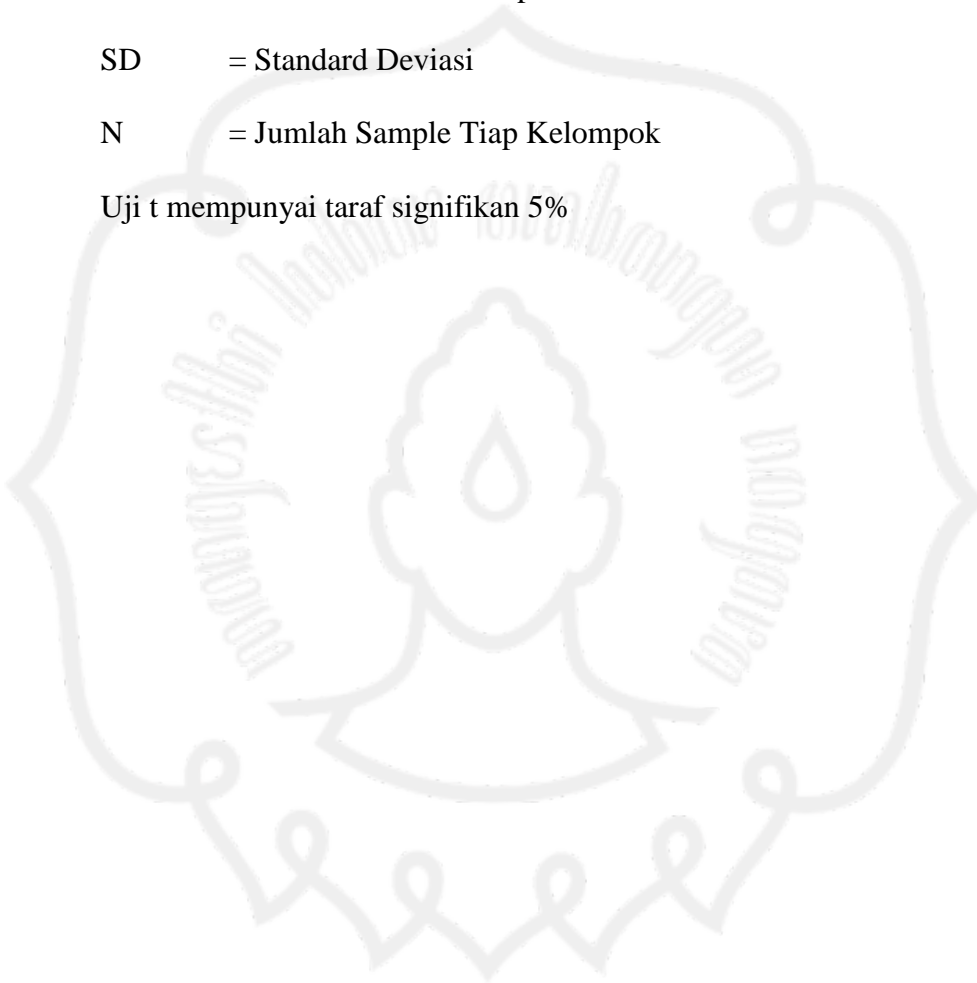 SD = Standard Deviasi
N = Jumlah Sample Tiap Kelompok
Uji t mempunyai taraf signifikan 5%